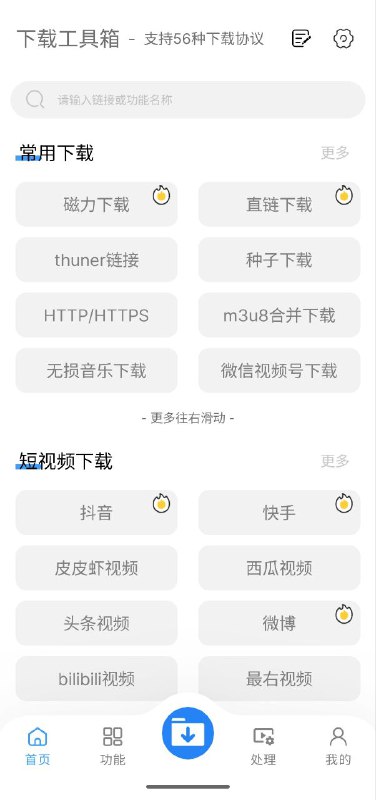 下载工具箱 - 支持56种下载协议
请输入链接或功能名称
常用下载 更多
磁力下载 直链下载
thuner链接 种子下载
HTTP/HTTPS m3u8合并下载
无损音乐下载 微信视频号下载
- 更多往右滑动 -
短视频下载 更多
抖音 快手
皮皮虾视频 西瓜视频
头条视频 微博
bilibili视频 最右视频
首页 功能 处理 我的